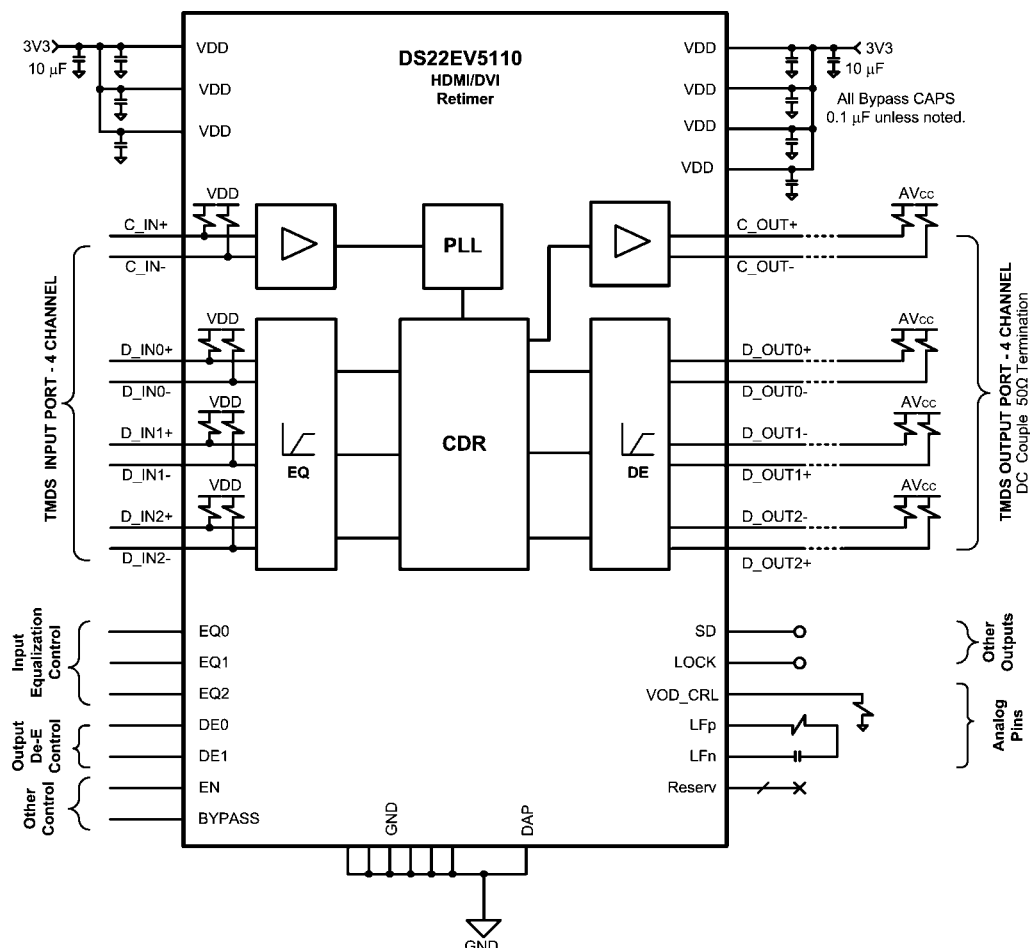 DS22EV5110
HDMI/DVI
Retimer
3V3
10 μF
VDD
VDD
VDD
VDD
VDD
VDD
VDD
3V3
10 μF
All Bypass CAPS
0.1 μF unless noted.
TMDS INPUT PORT - 4 CHANNEL
VDD
C_IN+
C_IN-
VDD
D_IN0+
D_IN0-
VDD
D_IN1+
D_IN1-
VDD
D_IN2+
D_IN2-
PLL
EQ
CDR
DE
AVCC
C_OUT+
C_OUT-
AVCC
D_OUT0+
D_OUT0-
AVCC
D_OUT1-
D_OUT1+
AVCC
D_OUT2-
D_OUT2+
TMDS OUTPUT PORT - 4 CHANNEL
DC Couple 50Ω Termination
Input
Equalization
Control
EQ0
EQ1
EQ2
Output
De-E
Control
DE0
DE1
Other
Control
EN
BYPASS
SD
LOCK
Other
Outputs
VOD_CRL
LFp
LFn
Analog
Pins
Reserv
GND
DAP
GND